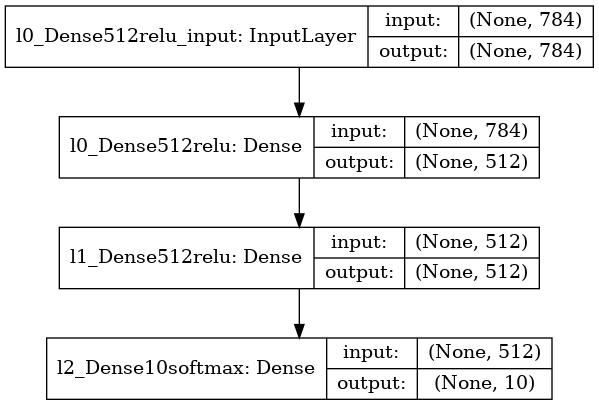 l0_Dense512relu_input: InputLayer
input: (None, 784)
output: (None, 784)
l0_Dense512relu: Dense
input: (None, 784)
output: (None, 512)
l1_Dense512relu: Dense
input: (None, 512)
output: (None, 512)
l2_Dense10softmax: Dense
input: (None, 512)
output: (None, 10)